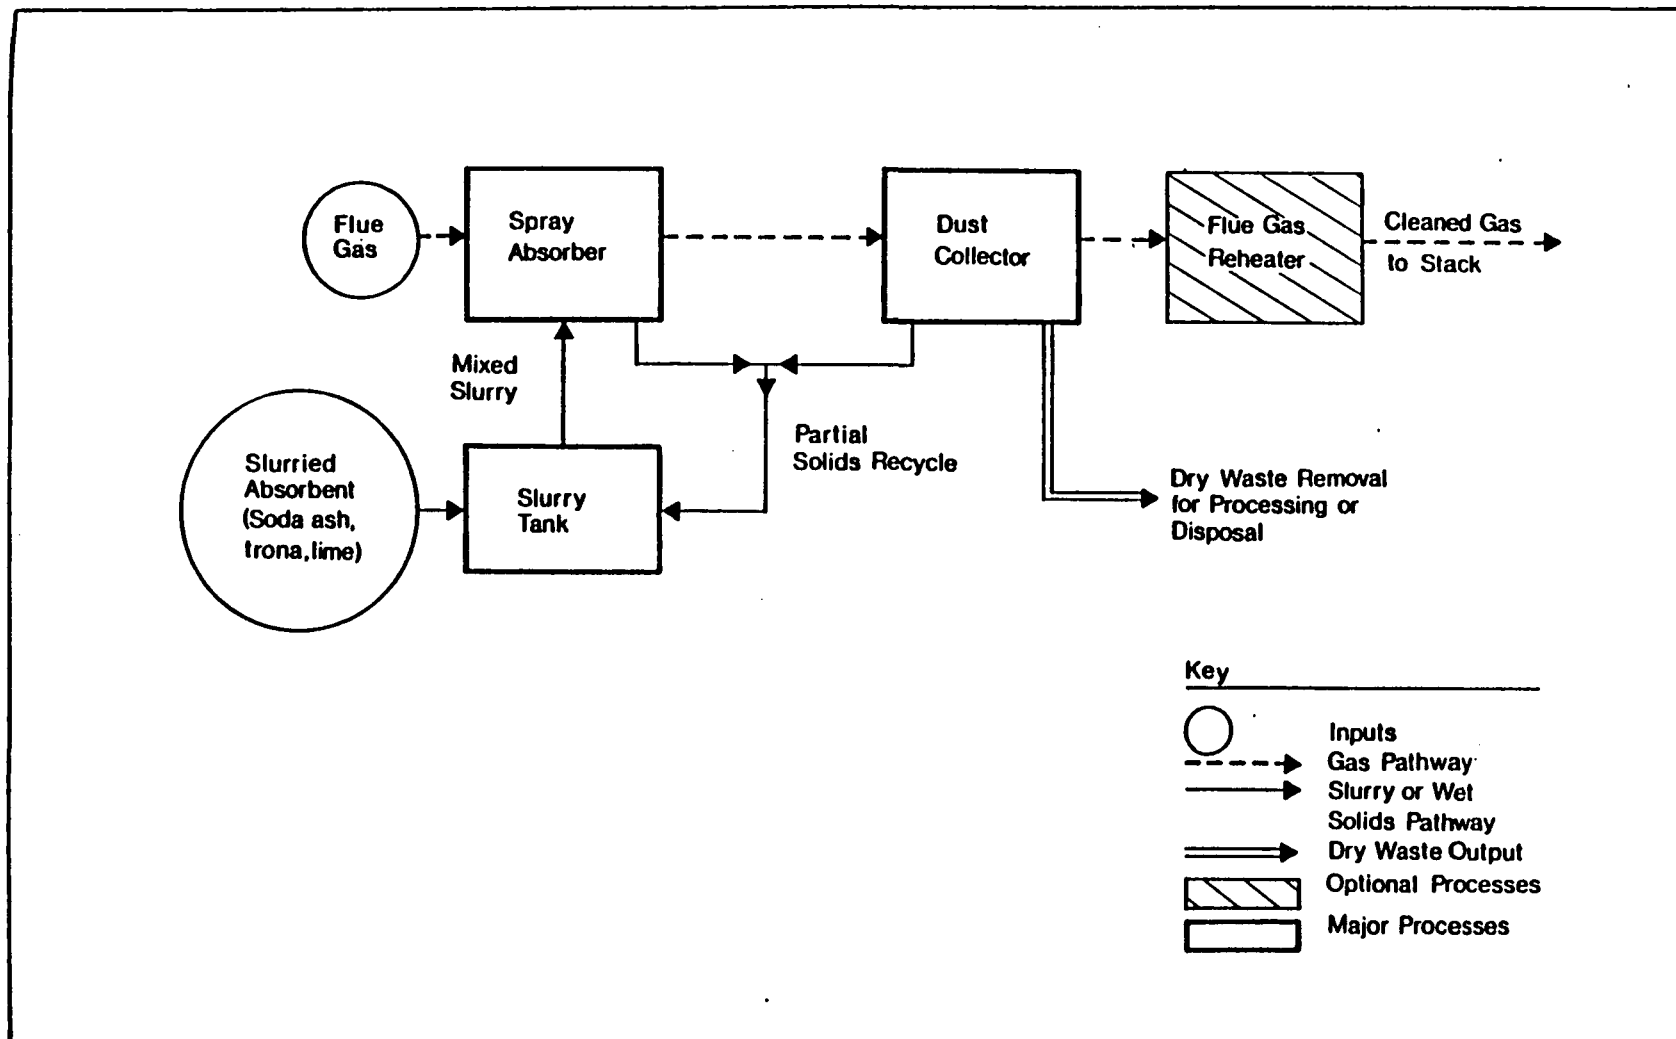 Flue
Gas
Spray
Absorber
Dust
Collector
Flue Gas
Reheater
Cleaned Gas
to Stack
Mixed
Slurry
Partial
Solids Recycle
Slurried
Absorbent
(Soda ash,
trona, lime)
Slurry
Tank
Dry Waste Removal
for Processing or
Disposal
Key
Inputs
Gas Pathway
Slurry or Wet
Solids Pathway
Dry Waste Output
Optional Processes
Major Processes